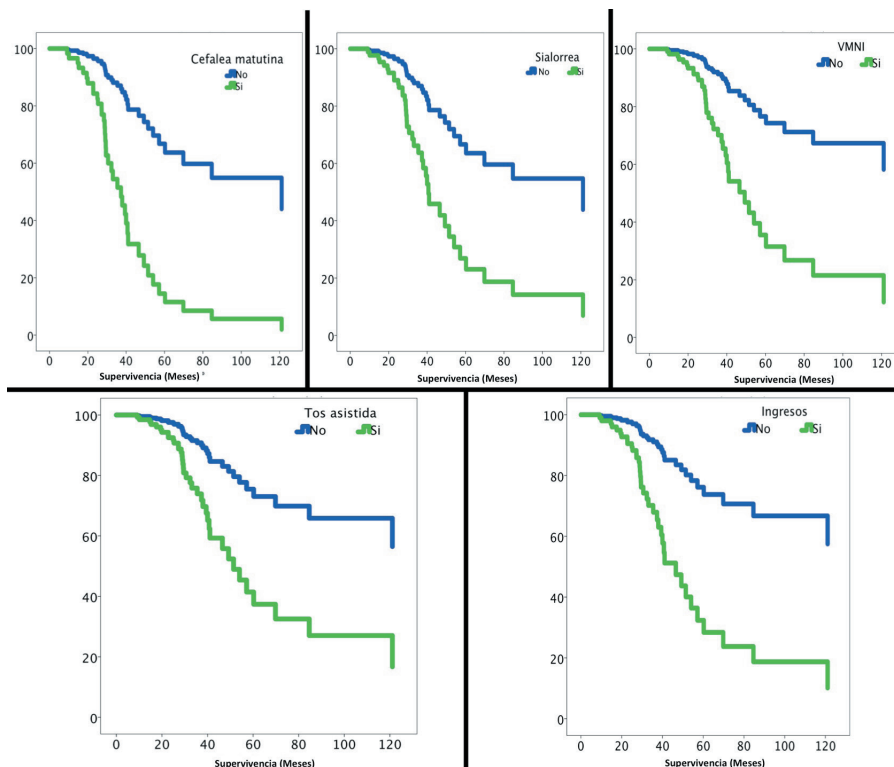 Cefalea matutina
No
Si
100
80
60
40
20
0
0 20 40 60 80 100 120
Supervivencia (Meses) s
Sialorrea
No Si
100
80
60
40
20
0
0 20 40 60 80 100 120
Supervivencia (Meses)
VMNI
No Si
100
80
60
40
20
0
0 20 40 60 80 100 120
Supervivencia (Meses)
Tos asistida
No Si
100
80
60
40
20
0
0 20 40 60 80 100 120
Supervivencia (Meses)
Ingresos
No Si
100
80
60
40
20
0
0 20 40 60 80 100 120
Supervivencia (Meses)